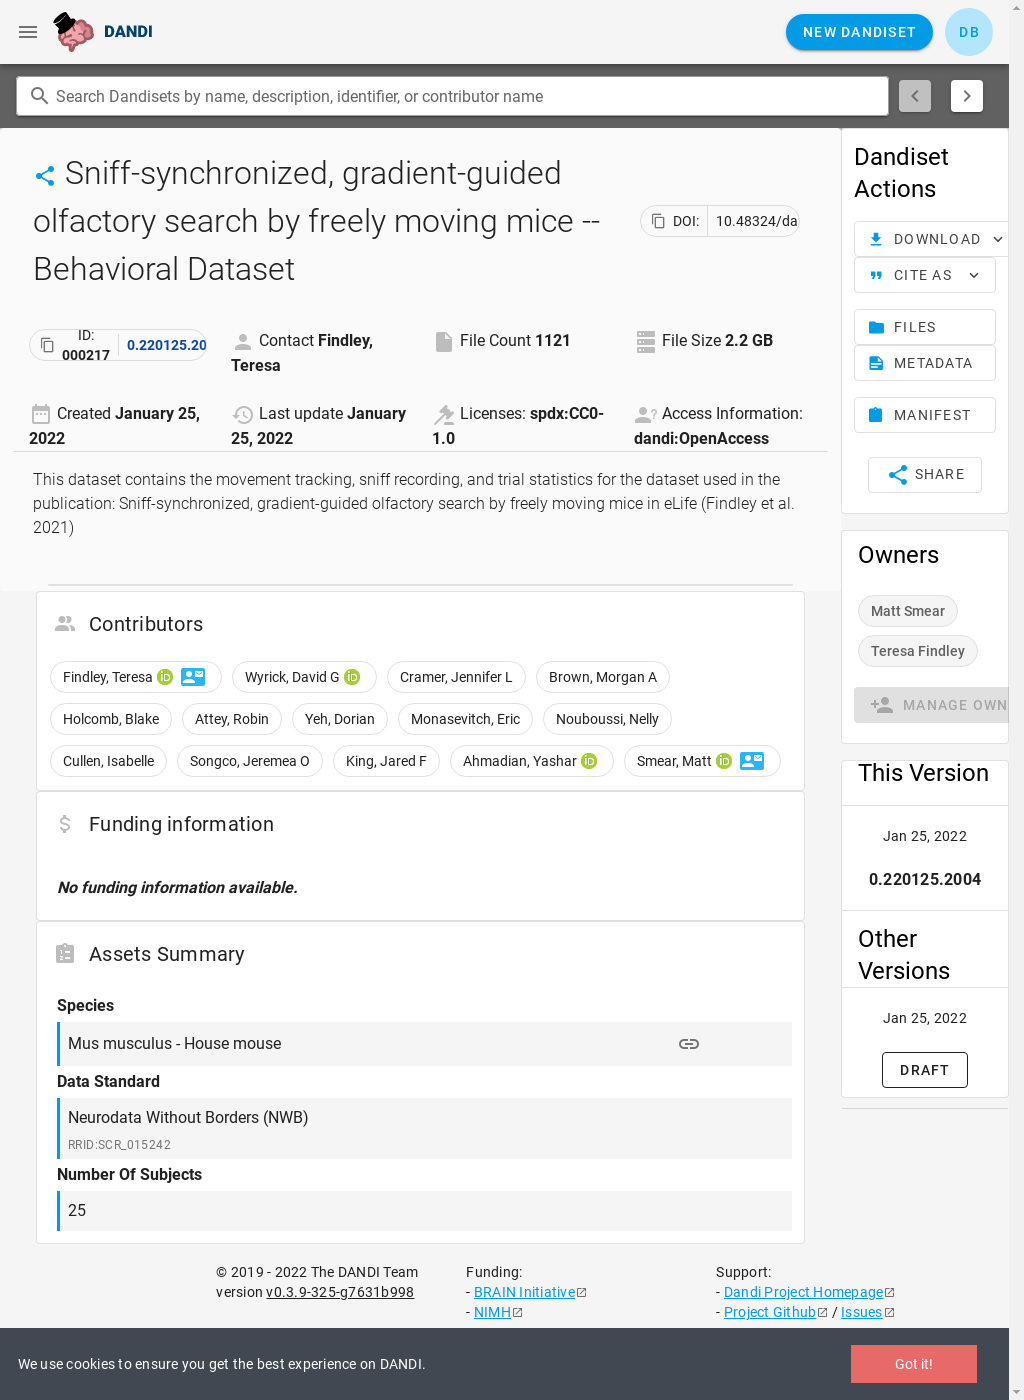 DANDI
NEW DANDISET
DB
Search Dandisets by name, description, identifier, or contributor name
Sniff-synchronized, gradient-guided
olfactory search by freely moving mice --
Behavioral Dataset
DOI: 10.48324/da
ID:
000217
0.220125.20
Contact Findley,
Teresa
File Count 1121
File Size 2.2 GB
Created January 25,
2022
Last update January
25, 2022
Licenses: spdx:CC0-
1.0
Access Information:
dandi:OpenAccess
This dataset contains the movement tracking, sniff recording, and trial statistics for the dataset used in the
publication: Sniff-synchronized, gradient-guided olfactory search by freely moving mice in eLife (Findley et al.
2021)
Contributors
Findley, Teresa iD Wyrick, David G iD Cramer, Jennifer L Brown, Morgan A
Holcomb, Blake Attey, Robin Yeh, Dorian Monasevitch, Eric Nouboussi, Nelly
Cullen, Isabelle Songco, Jeremea O King, Jared F Ahmadian, Yashar iD Smear, Matt iD
Funding information
No funding information available.
Assets Summary
Species
Mus musculus - House mouse
Data Standard
Neurodata Without Borders (NWB)
RRID:SCR_015242
Number Of Subjects
25
Dandiset
Actions
DOWNLOAD
CITE AS
FILES
METADATA
MANIFEST
SHARE
Owners
Matt Smear
Teresa Findley
MANAGE OWN
This Version
Jan 25, 2022
0.220125.2004
Other
Versions
Jan 25, 2022
DRAFT
© 2019 - 2022 The DANDI Team
version v0.3.9-325-g7631b998
Funding:
- BRAIN Initiative
- NIMH
Support:
- Dandi Project Homepage
- Project Github / Issues
We use cookies to ensure you get the best experience on DANDI.
Got it!